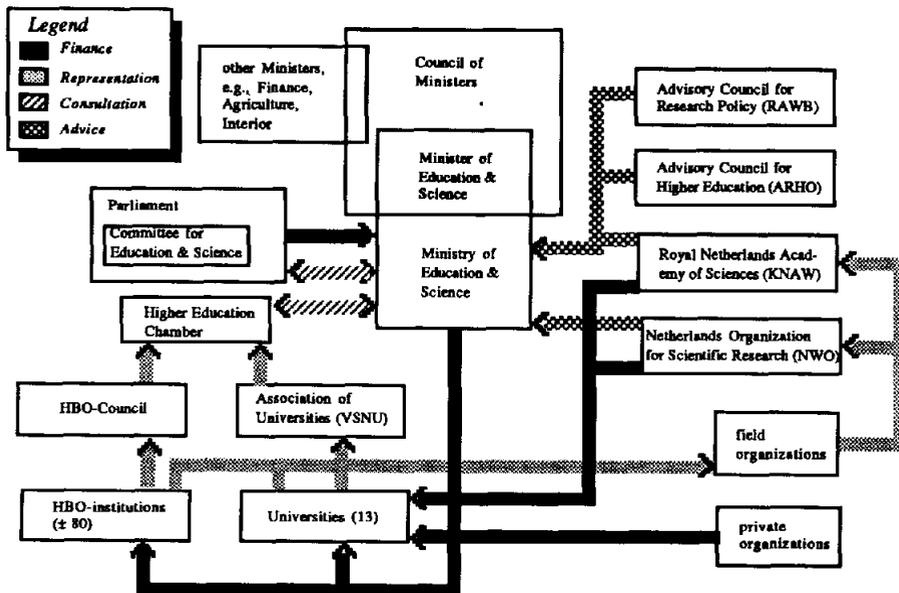 Legend
Finance
Representation
Consultation
Advice
other Ministers,
e.g., Finance,
Agriculture,
Interior
Council of
Ministers
Minister of
Education &
Science
Ministry of
Education &
Science
Advisory Council for
Research Policy (RAWB)
Advisory Council for
Higher Education (ARHO)
Royal Netherlands Acad-
emy of Sciences (KNAW)
Netherlands Organization
for Scientific Research (NWO)
Parliament
Committee for
Education & Science
Higher Education
Chamber
HBO-Council
Association of
Universities (VSNU)
field
organizations
HBO-institutions
(± 80)
Universities (13)
private
organizations